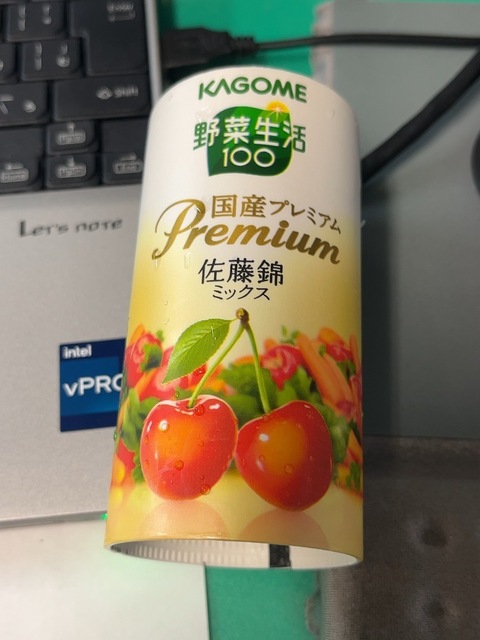 KAGOME
野菜生活
100
国産プレミアム
Premium
佐藤錦
ミックス
Let's note
intel
vPRO
Shift